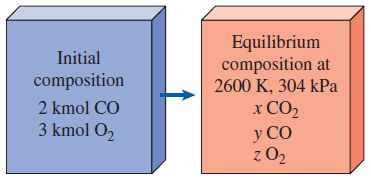 Initial
composition
2 kmol CO
3 kmol O₂
Equilibrium
composition at
2600 K, 304 kPa
x CO₂
y CO
z O₂